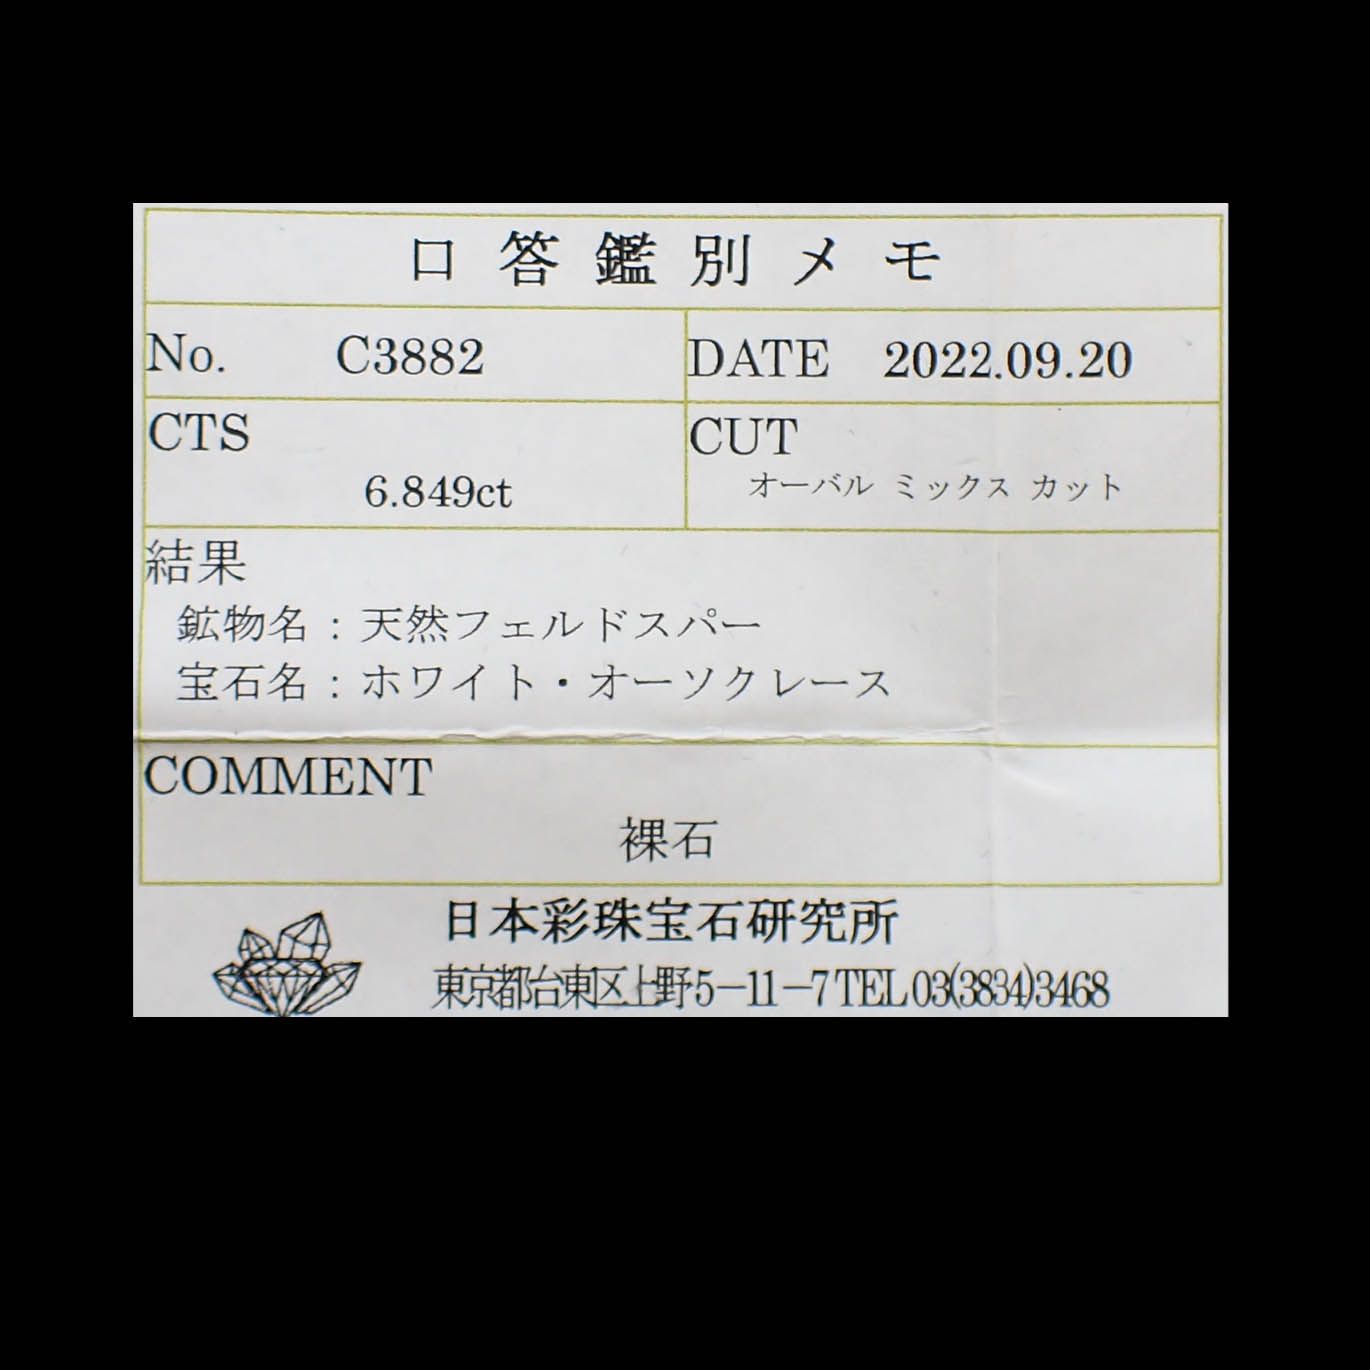 口答鑑別メモ
No. C3882 DATE 2022.09.20
CTS CUT
6.849ct オーバル ミックス カット
結果
鉱物名：天然フェルドスパー
宝石名：ホワイト・オーソクレース
COMMENT
裸石
日本彩珠宝石研究所
東京都台東区上野5－11－7 TEL 03(3834)3468